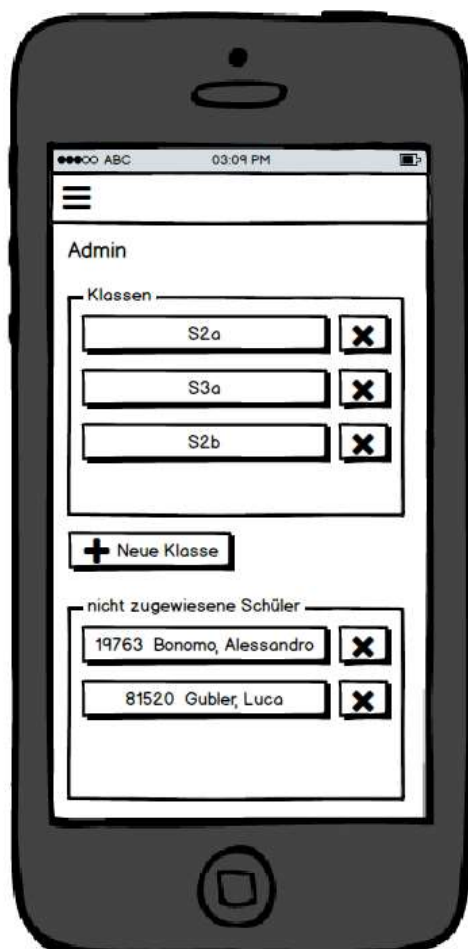 ABC 03:09 PM
Admin
Klassen
S2a
S3a
S2b
Neue Klasse
nicht zugewiesene Schüler
19763 Bonomo, Alessandro
81520 Gubler, Luca